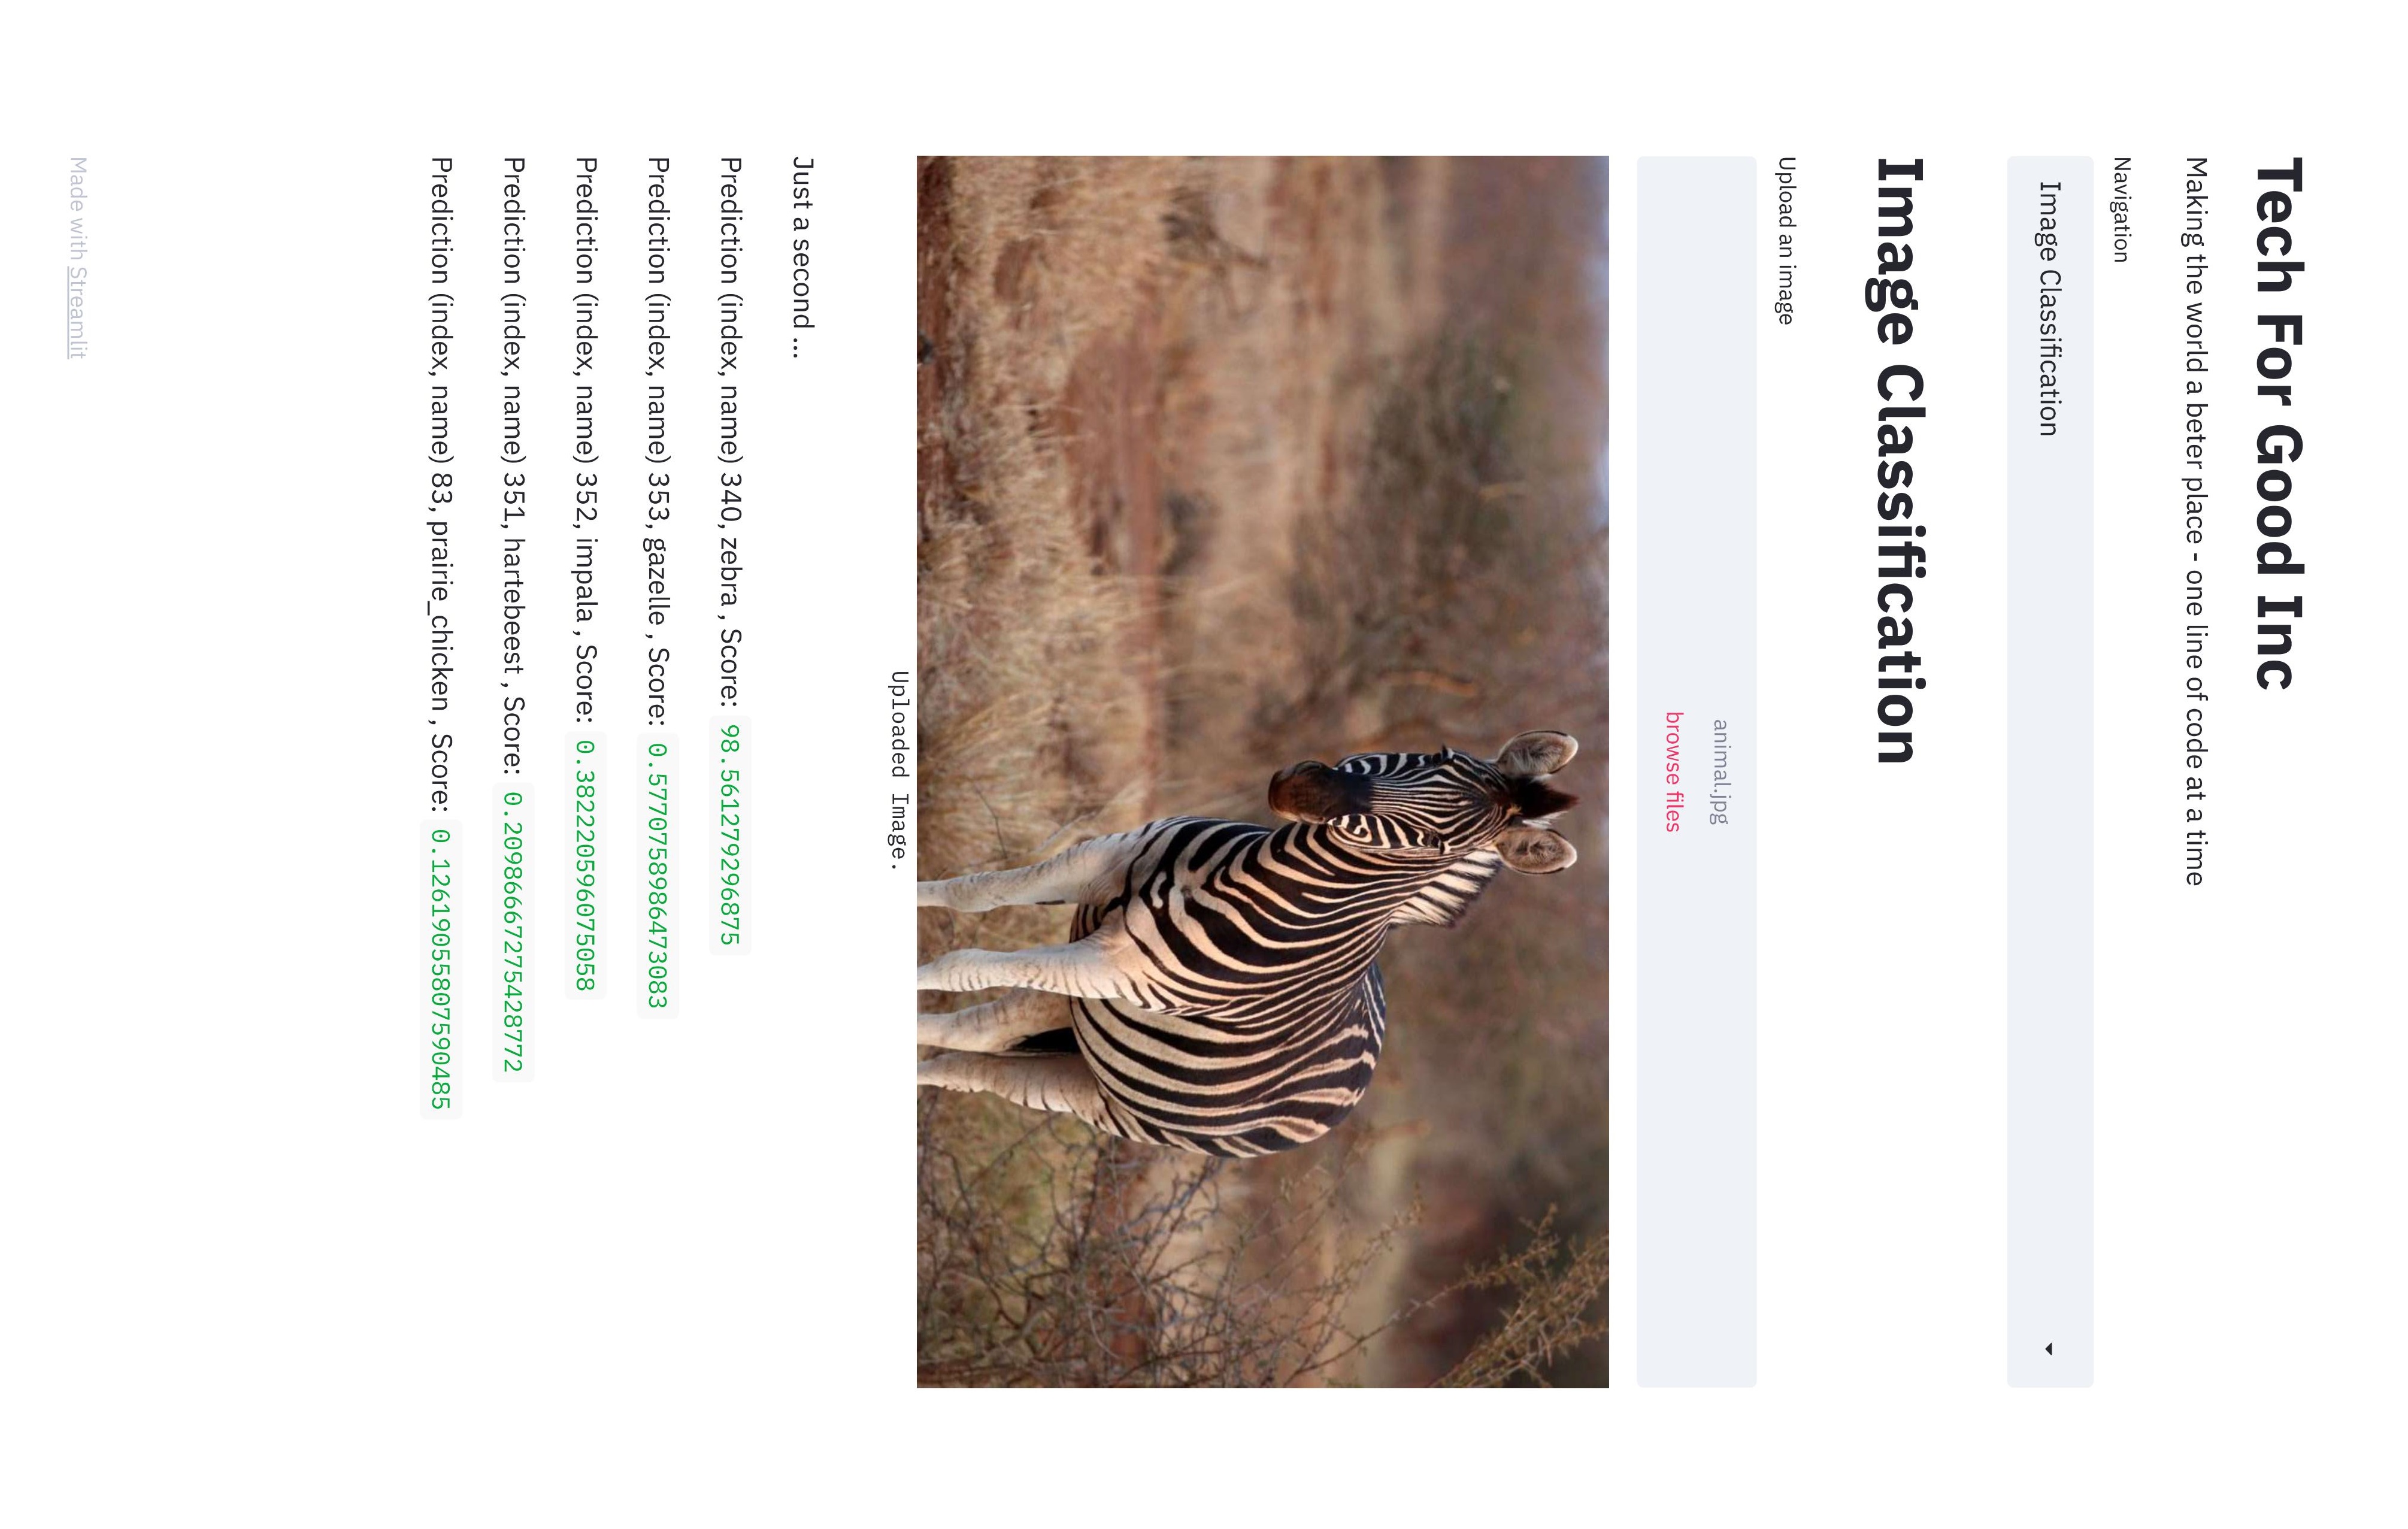 Tech For Good Inc
Making the world a beter place - one line of code at a time
Navigation
Image Classification
Image Classification
Upload an image
animal.jpg
browse files
Uploaded Image.
Just a second ...
Prediction (index, name) 340, zebra , Score: 98.561279296875
Prediction (index, name) 353, gazelle , Score: 0.5770758986473083
Prediction (index, name) 352, impala , Score: 0.382220596075058
Prediction (index, name) 351, hartebeest , Score: 0.20986667275428772
Prediction (index, name) 83, prairie_chicken , Score: 0.12619055807590485
Made with Streamlit